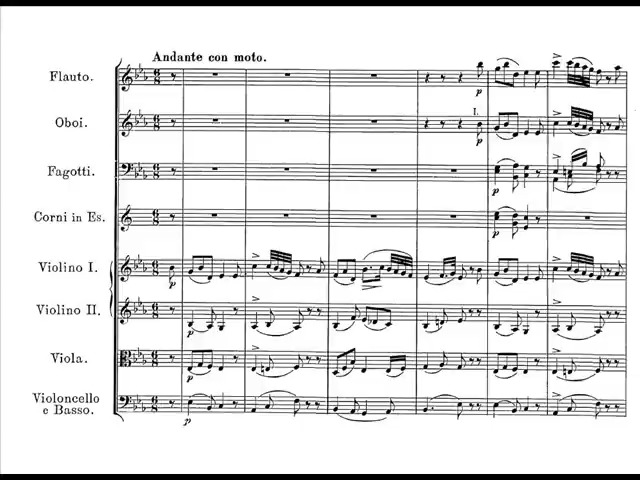 Andante con moto.
Flauto.
p
I.
Oboi.
p
Fagotti.
p
Corni in Es.
p
Violino I.
p
Violino II.
p
Viola.
p
Violoncello
e Basso.
p